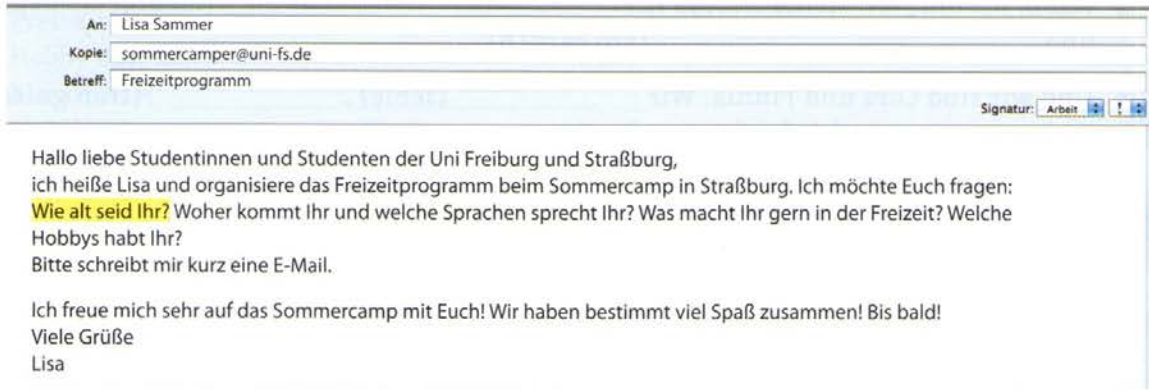 An: Lisa Sammer
Kopie: sommercamper@uni-fs.de
Betreff: Freizeitprogramm
Signatur: Arbeit !
Hallo liebe Studentinnen und Studenten der Uni Freiburg und Straßburg,
ich heiße Lisa und organisiere das Freizeitprogramm beim Sommercamp in Straßburg. Ich möchte Euch fragen:
Wie alt seid Ihr? Woher kommt Ihr und welche Sprachen sprecht Ihr? Was macht Ihr gern in der Freizeit? Welche
Hobbys habt Ihr?
Bitte schreibt mir kurz eine E-Mail.
Ich freue mich sehr auf das Sommercamp mit Euch! Wir haben bestimmt viel Spaß zusammen! Bis bald!
Viele Grüße
Lisa